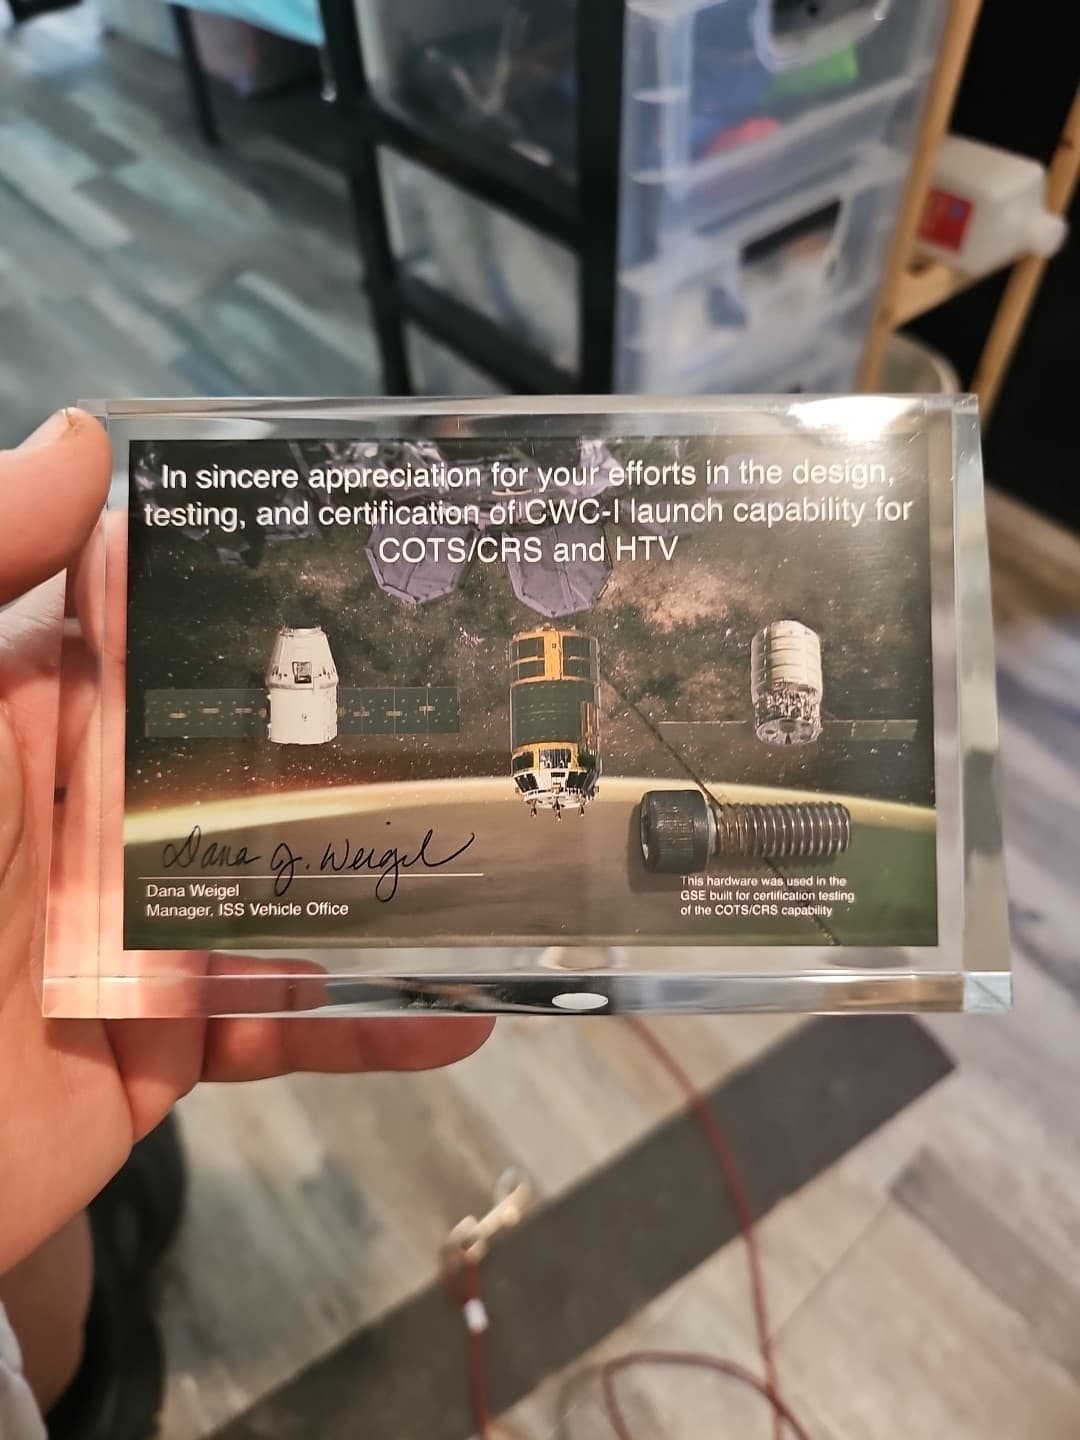 In sincere appreciation for your efforts in the design,
testing, and certification of CWC-I launch capability for
COTS/CRS and HTV
Dana J. Weigel
Dana Weigel
Manager, ISS Vehicle Office
This hardware was used in the
GSE built for certification testing
of the COTS/CRS capability